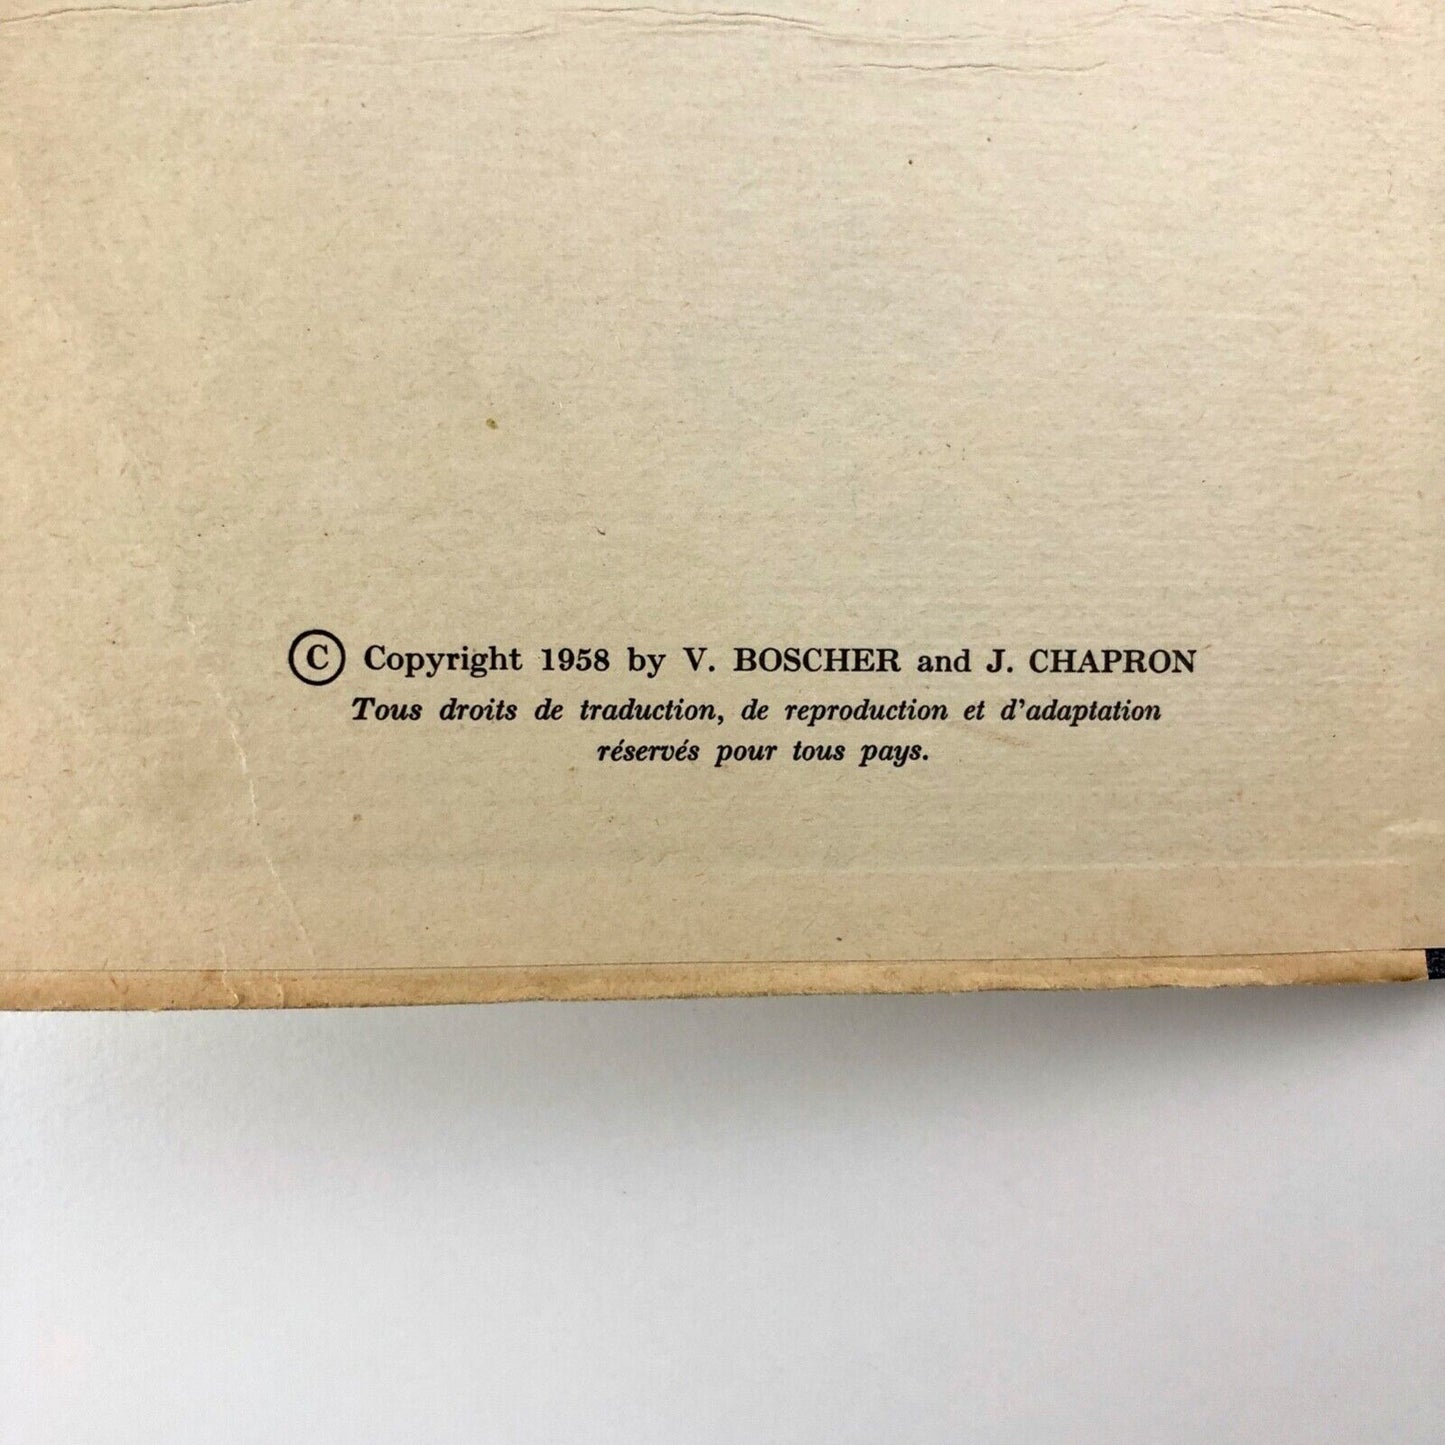 © Copyright 1958 by V. BOSCHER and J. CHAPRON
Tous droits de traduction, de reproduction et d'adaptation
réservés pour tous pays.